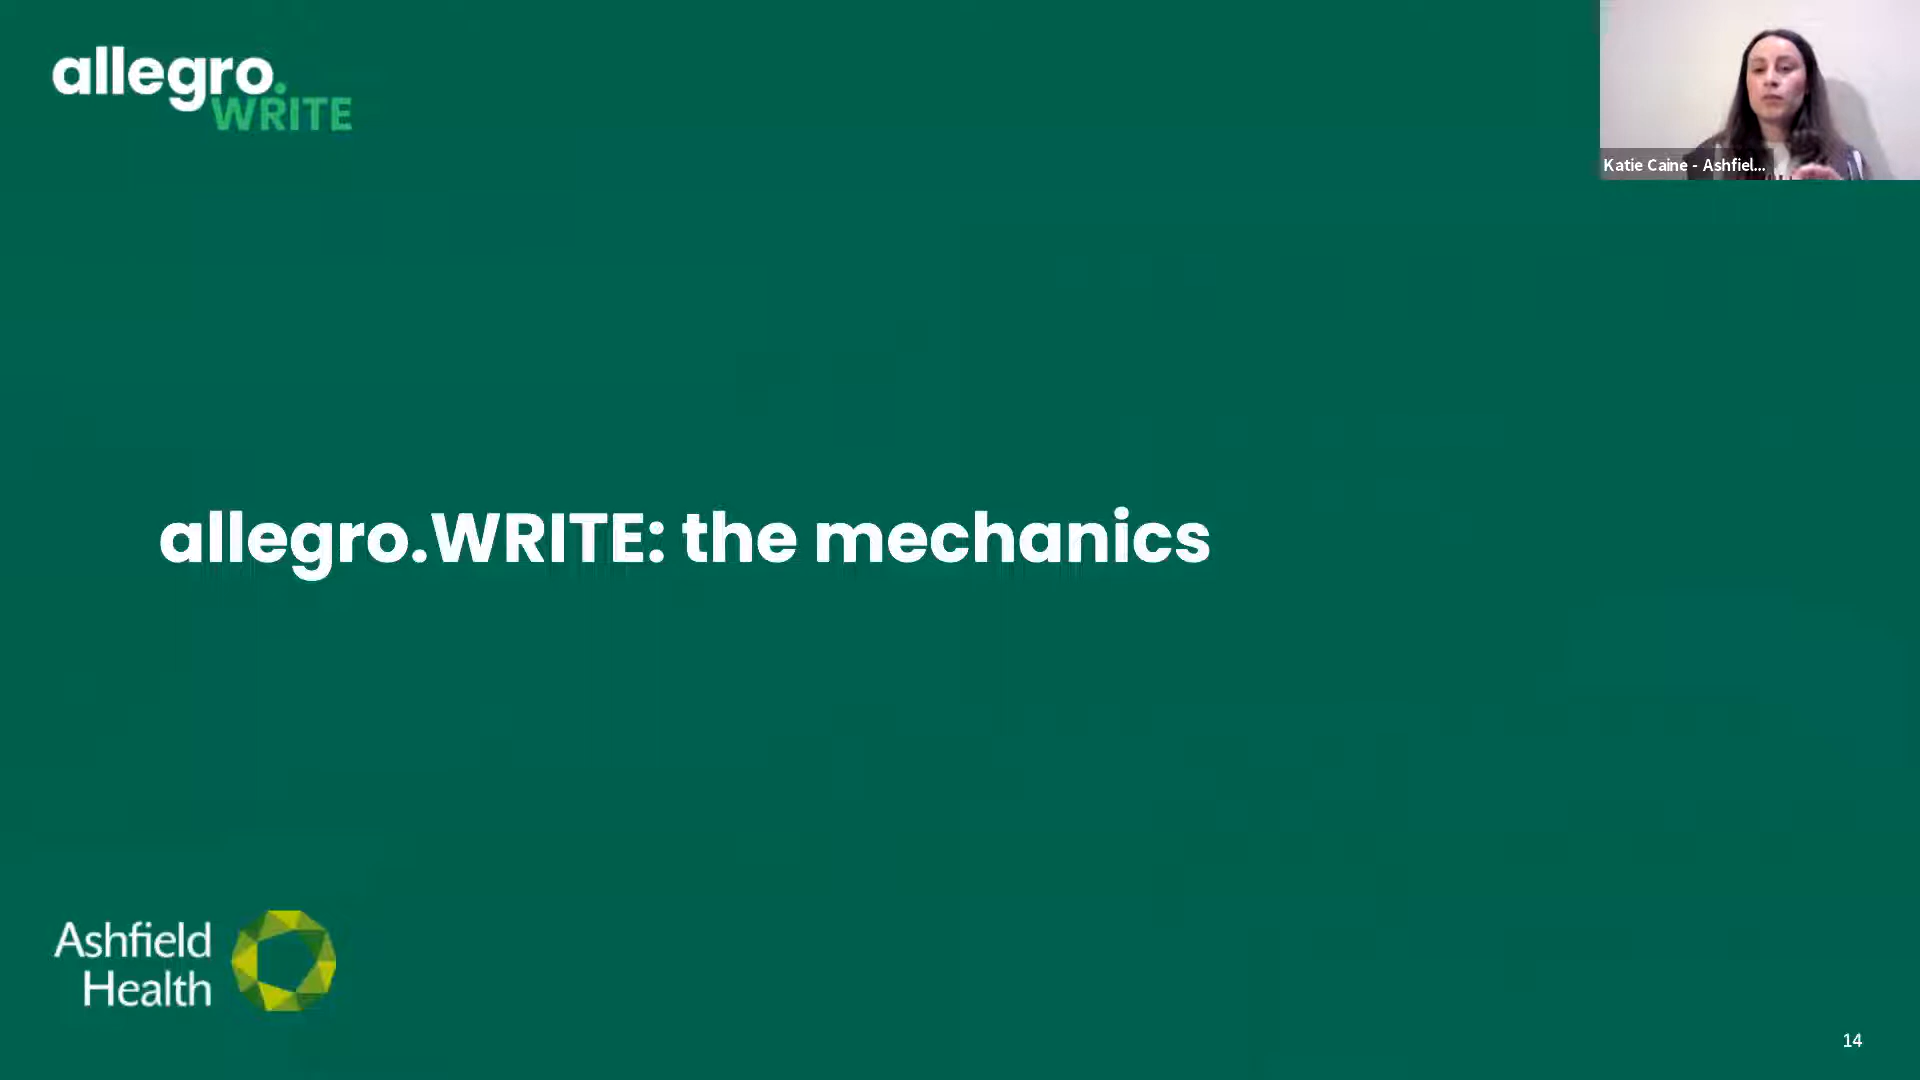 allegro.
WRITE
Katie Caine - Ashfiel...
allegro.WRITE: the mechanics
Ashfield
Health
14